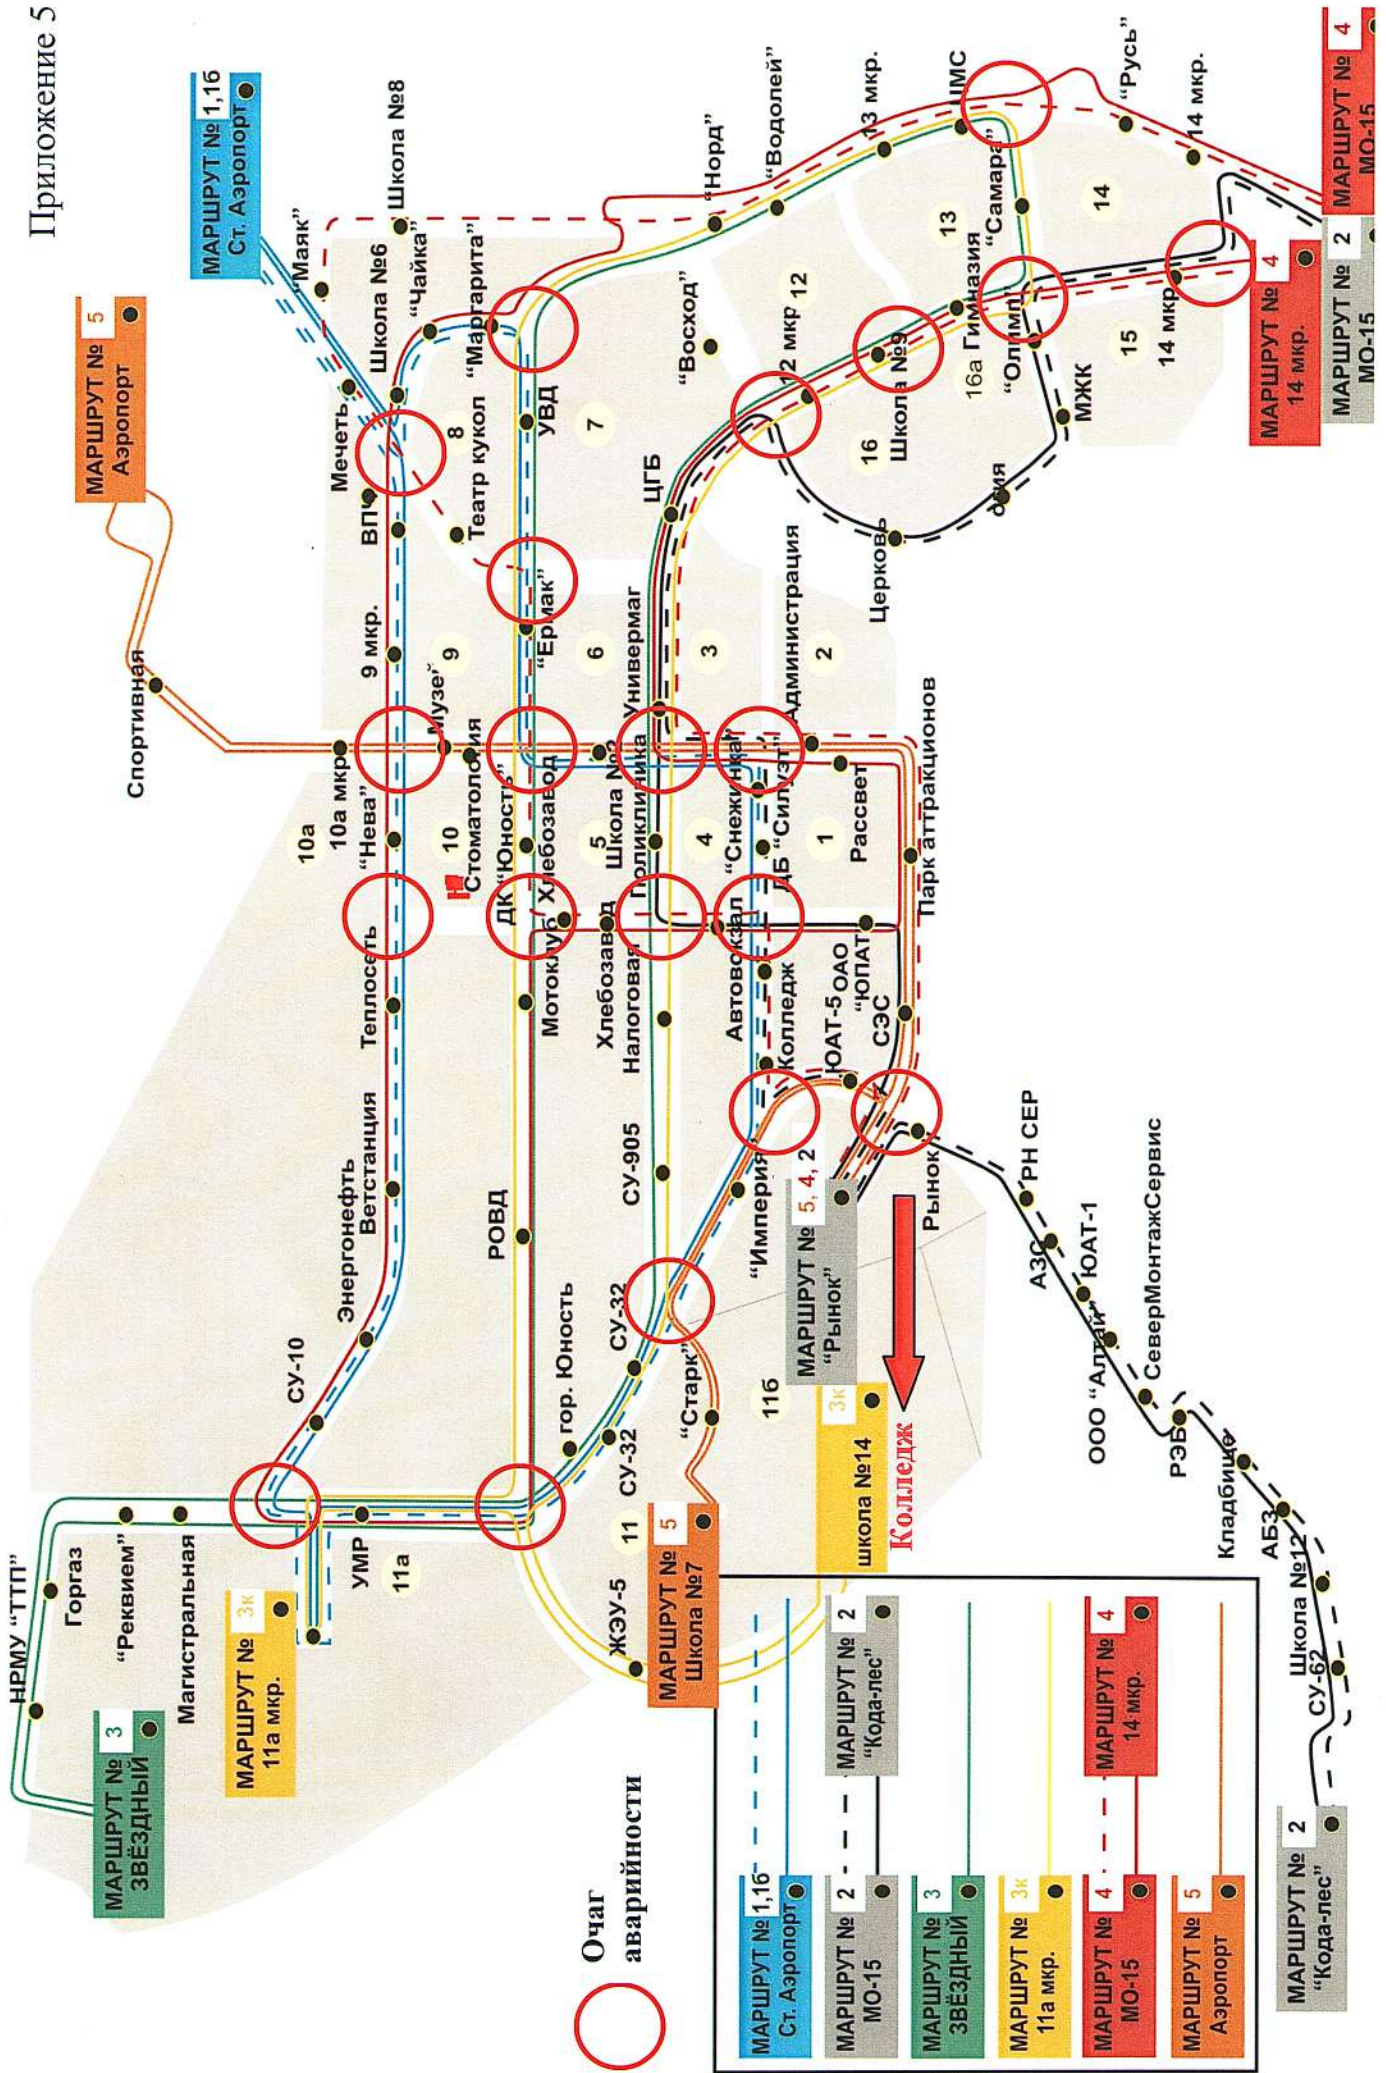 Приложение 5
НРМУ “ТТП”
Горгаз
“Реквием”
Магистральная
МАРШРУТ № 3
ЗВЁЗДНЫЙ
МАРШРУТ № 3к
11а мкр.
УМР
11а
СУ-10
Энергонефть
Ветстанция
Теплосеть
“Нева”
10а
10а мкр
Спортивная
МАРШРУТ № 5
Аэропорт
МАРШРУТ № 1,1б
Ст. Аэропорт
“Маяк”
Мечеть
ВПЧ
9 мкр.
Школа №6
Школа №8
“Чайка”
“Маргарита”
8
Театр кукол
9
Музей
10
Стоматология
ДК “Юность”
Хлебозавод
Мотоклуб
РОВД
гор. Юность
УВД
“Ермак”
7
6
5
Школа №2
Поликлиника
Хлебозавод
Налоговая
СУ-905
СУ-32
СУ-32
11
ЖЭУ-5
МАРШРУТ № 5
Школа №7
“Старк”
11б
Универмаг
ЦГБ
“Восход”
“Норд”
“Водолей”
3
4
“Снежинка”
Автовокзал
“Империя”
Колледж
ДБ “Силуэт”
Администрация
2
1
Рассвет
12
12 мкр
13 мкр.
ЦМС
16
Школа №9
13
Гимназия
16а
“Самара”
“Олимп”
Церковь
МЖК
14
15
14 мкр
“Русь”
14 мкр.
ЮАТ-5
ОАО
“ЮПАТ”
СЭС
Парк аттракционов
МАРШРУТ № 5, 4, 2
“Рынок”
Рынок
МАРШРУТ № 4
14 мкр.
МАРШРУТ № 2
МО-15
МАРШРУТ № 4
МО-15
3к
школа №14
Колледж
РН СЕР
АЗС
ЮАТ-1
ООО “Алтай”
СеверМонтажСервис
РЭБ
Кладбище
АБЗ
Школа №12
СУ-62
МАРШРУТ № 2
“Кода-лес”
Очаг
аварийности
МАРШРУТ № 1,1б
Ст. Аэропорт
МАРШРУТ № 2
МО-15
МАРШРУТ № 2
“Кода-лес”
МАРШРУТ № 3
ЗВЁЗДНЫЙ
МАРШРУТ № 3к
11а мкр.
МАРШРУТ № 4
МО-15
МАРШРУТ № 4
14 мкр.
МАРШРУТ № 5
Аэропорт